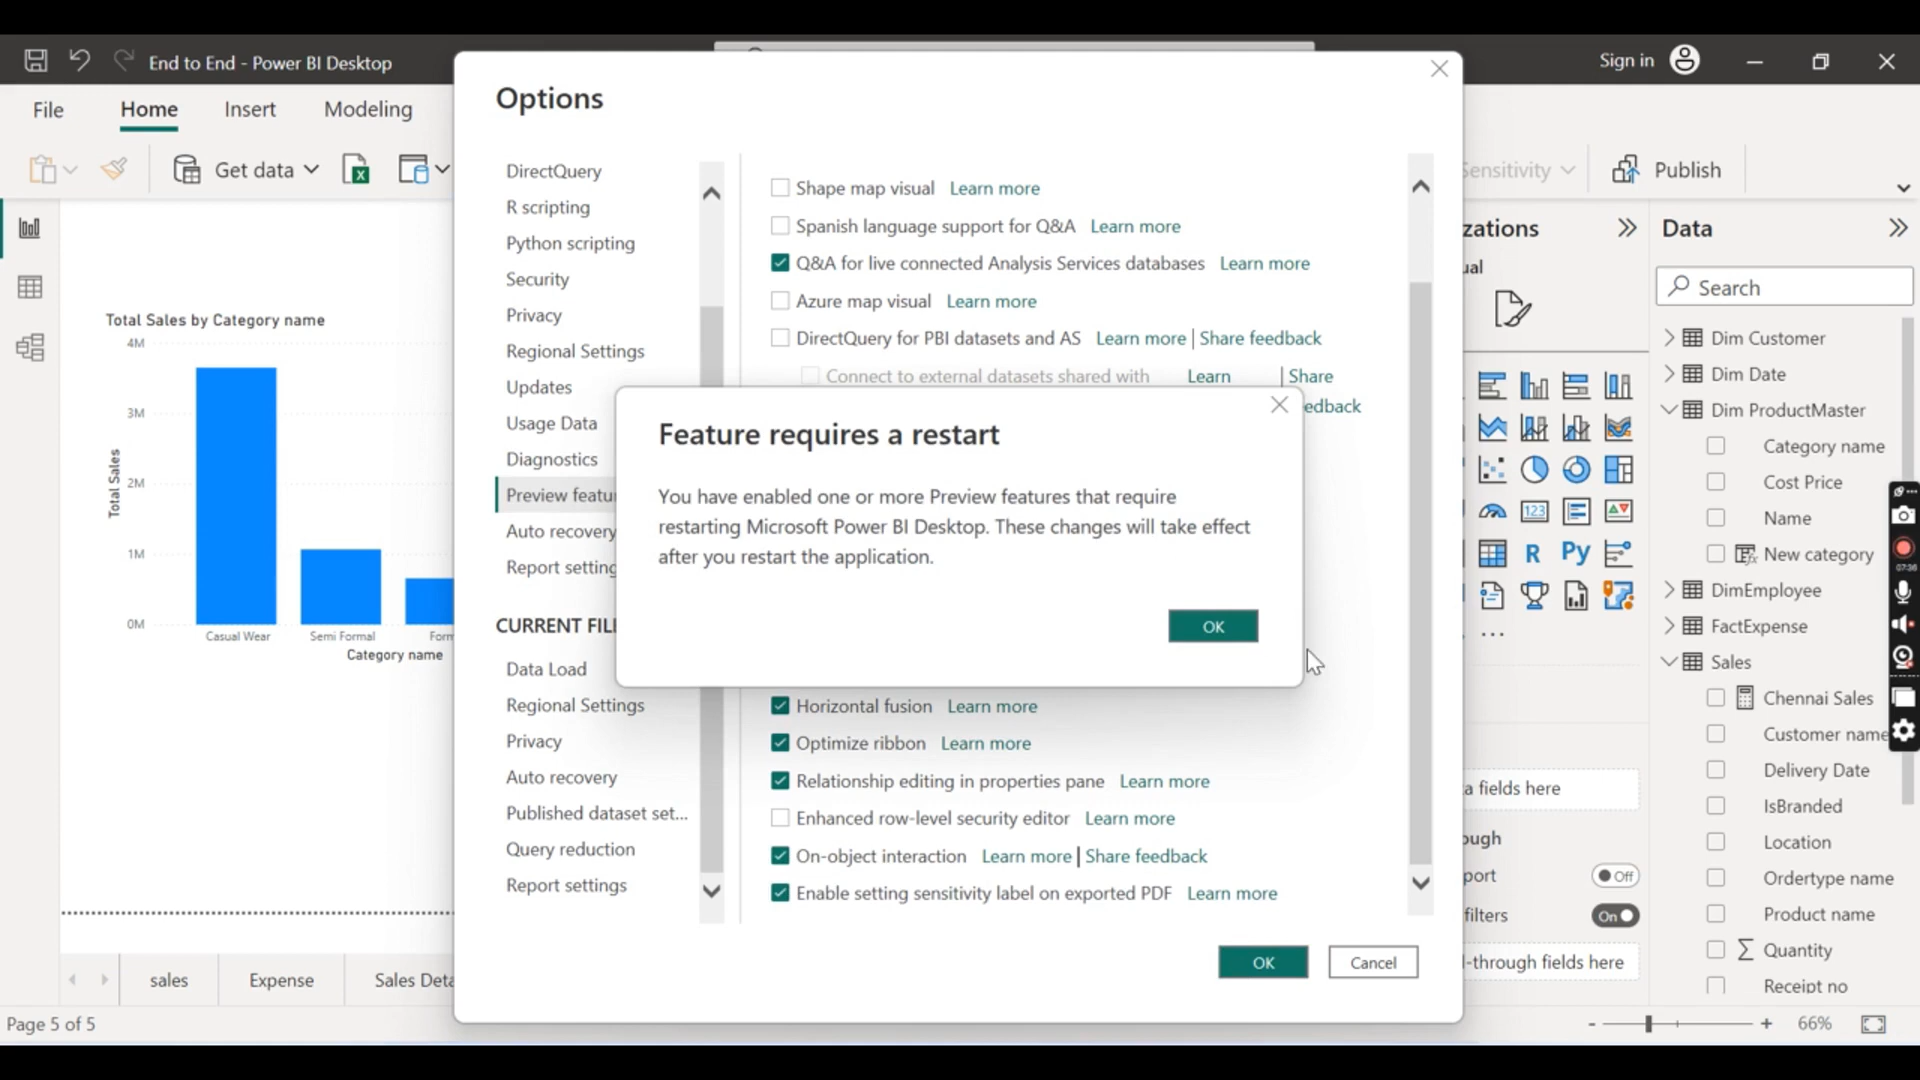 End to End - Power BI Desktop
Sign in
File
Home
Insert
Modeling
Get data
Sensitivity
Publish
Options
DirectQuery
R scripting
Python scripting
Security
Privacy
Regional Settings
Updates
Usage Data
Diagnostics
Preview featu
Auto recovery
Report setting
CURRENT FIL
Data Load
Regional Settings
Privacy
Auto recovery
Published dataset set...
Query reduction
Report settings
Shape map visual Learn more
Spanish language support for Q&A Learn more
Q&A for live connected Analysis Services databases Learn more
Azure map visual Learn more
DirectQuery for PBI datasets and AS Learn more | Share feedback
Connect to external datasets shared with Learn | Share
edback
Feature requires a restart
You have enabled one or more Preview features that require
restarting Microsoft Power BI Desktop. These changes will take effect
after you restart the application.
OK
Horizontal fusion Learn more
Optimize ribbon Learn more
Relationship editing in properties pane Learn more
Enhanced row-level security editor Learn more
On-object interaction Learn more | Share feedback
Enable setting sensitivity label on exported PDF Learn more
OK
Cancel
Total Sales by Category name
4M
3M
2M
1M
0M
Total Sales
Casual Wear
Semi Formal
Form
Category name
sales
Expense
Sales Deta
Page 5 of 5
zations
ual
123
R
Py
...
a fields here
ough
port
Off
filters
On
l-through fields here
Data
Search
Dim Customer
Dim Date
Dim ProductMaster
Category name
Cost Price
Name
New category
DimEmployee
FactExpense
Sales
Chennai Sales
Customer name
Delivery Date
IsBranded
Location
Ordertype name
Product name
Quantity
Receipt no
07:36
- + 66%